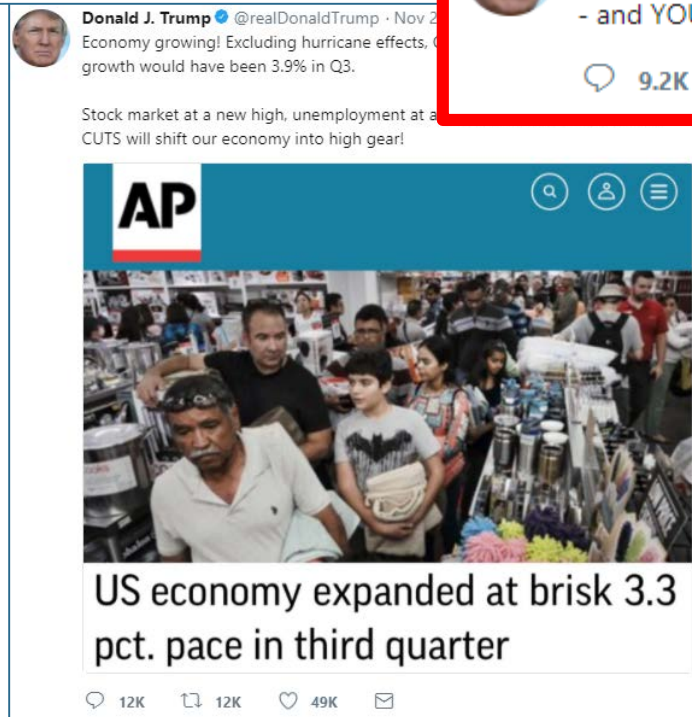 Donald J. Trump @realDonaldTrump · Nov 2
Economy growing! Excluding hurricane effects,
growth would have been 3.9% in Q3.
Stock market at a new high, unemployment at a
CUTS will shift our economy into high gear!
- and YOU
9.2K
AP
US economy expanded at brisk 3.3
pct. pace in third quarter
12K 12K 49K